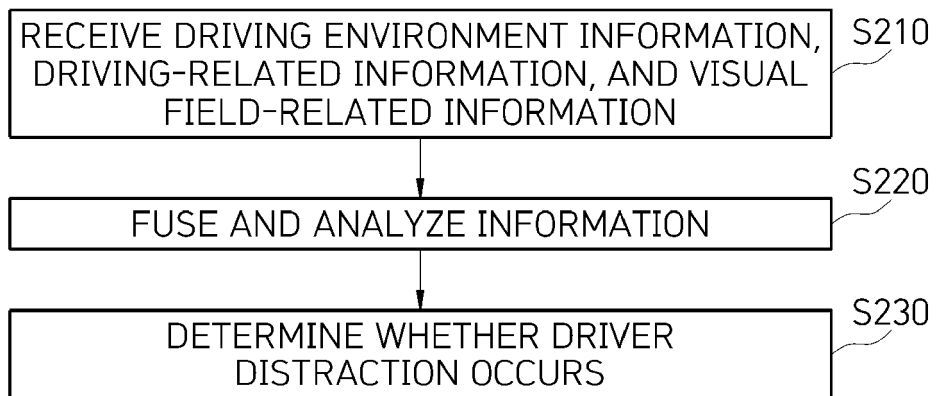 RECEIVE DRIVING ENVIRONMENT INFORMATION,
DRIVING-RELATED INFORMATION, AND VISUAL
FIELD-RELATED INFORMATION
S210
FUSE AND ANALYZE INFORMATION
S220
DETERMINE WHETHER DRIVER
DISTRACTION OCCURS
S230